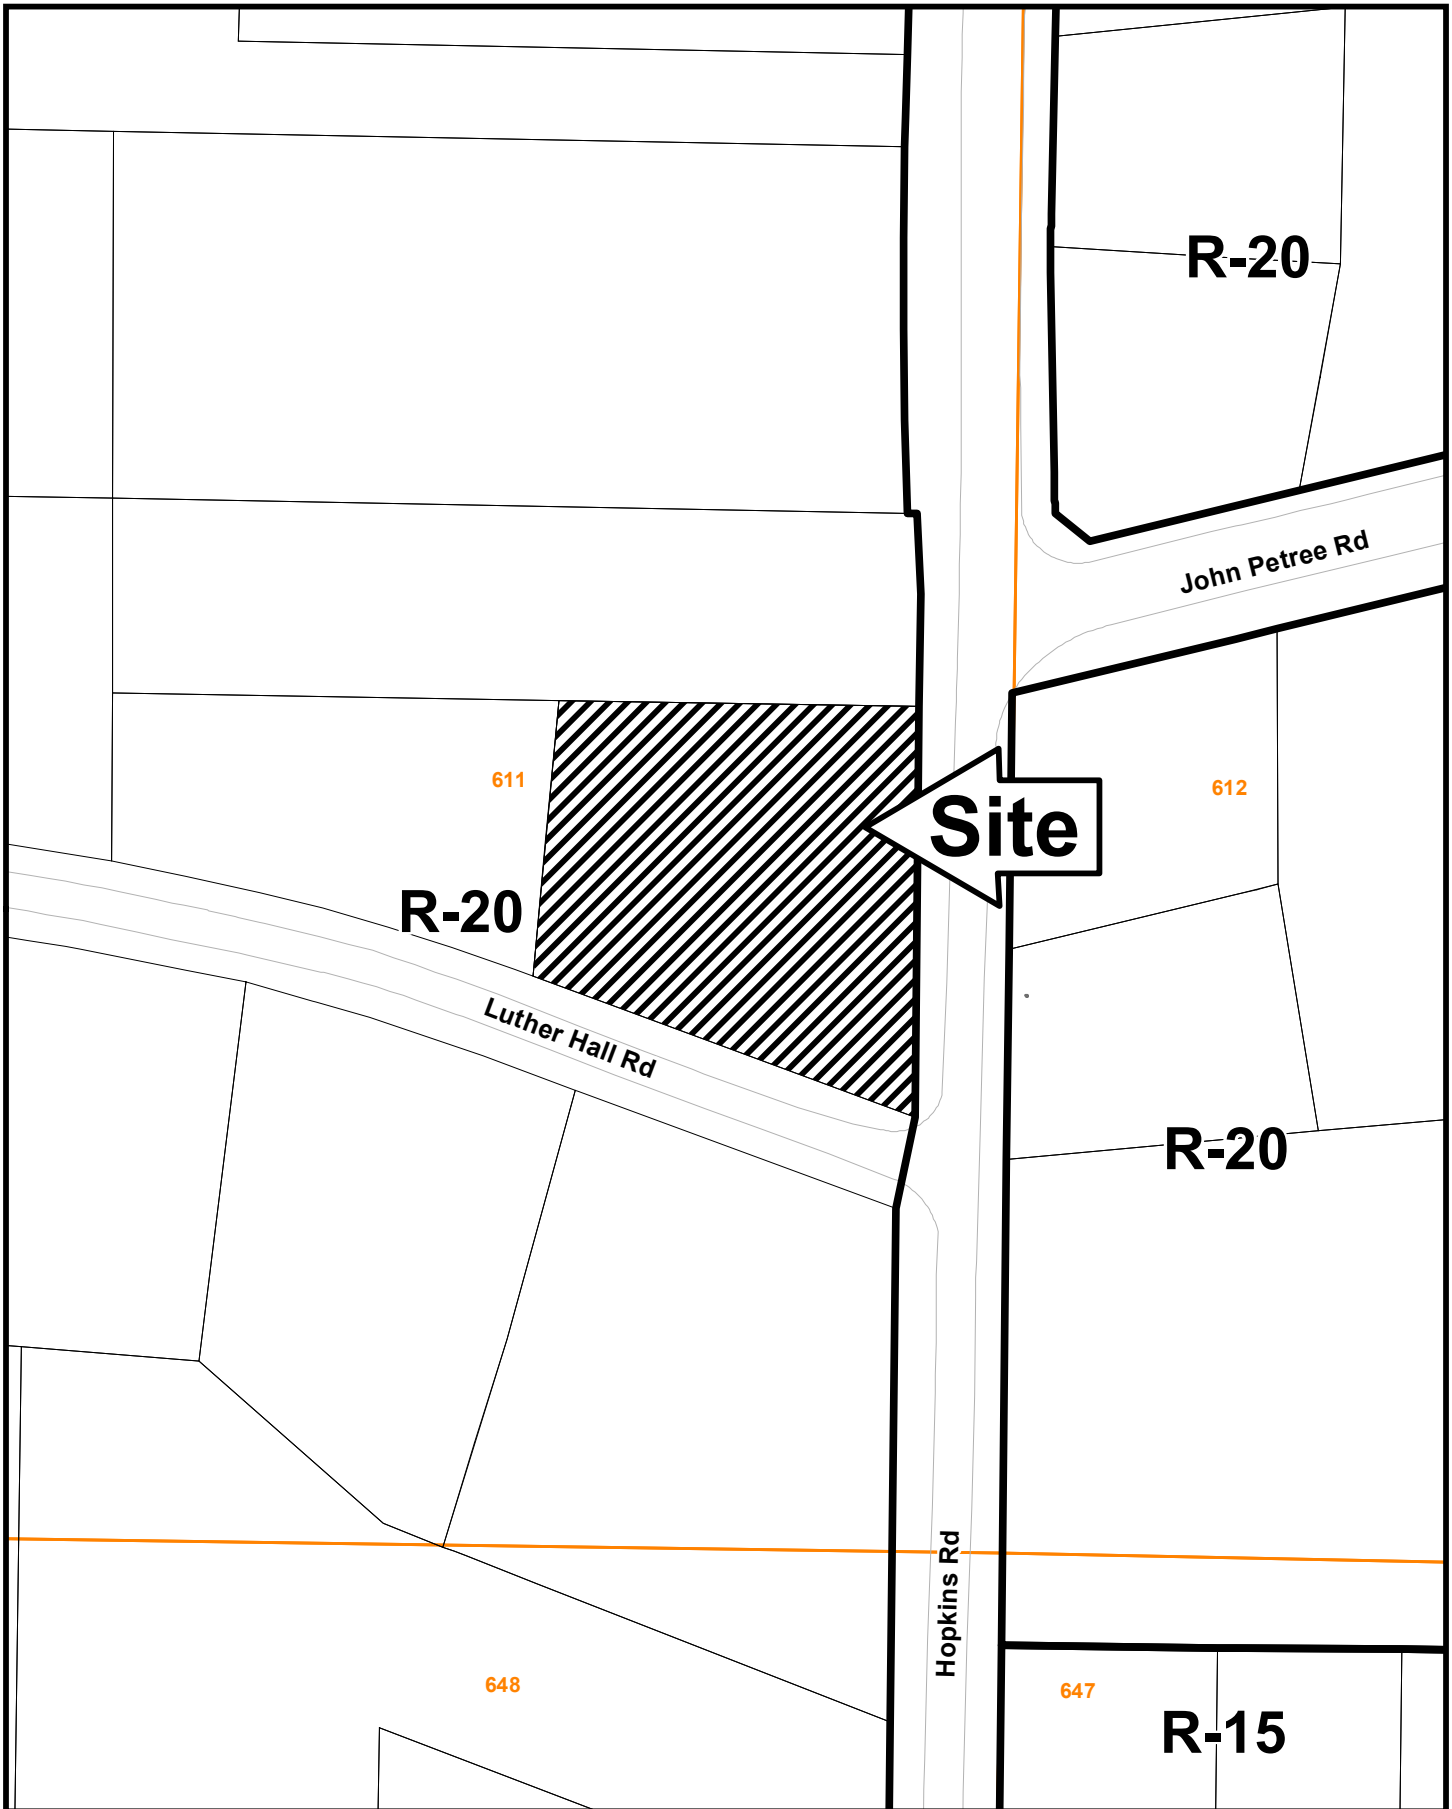 R-20
John Petree Rd
611
612
Site
R-20
Luther Hall Rd
R-20
Hopkins Rd
648
647
R-15